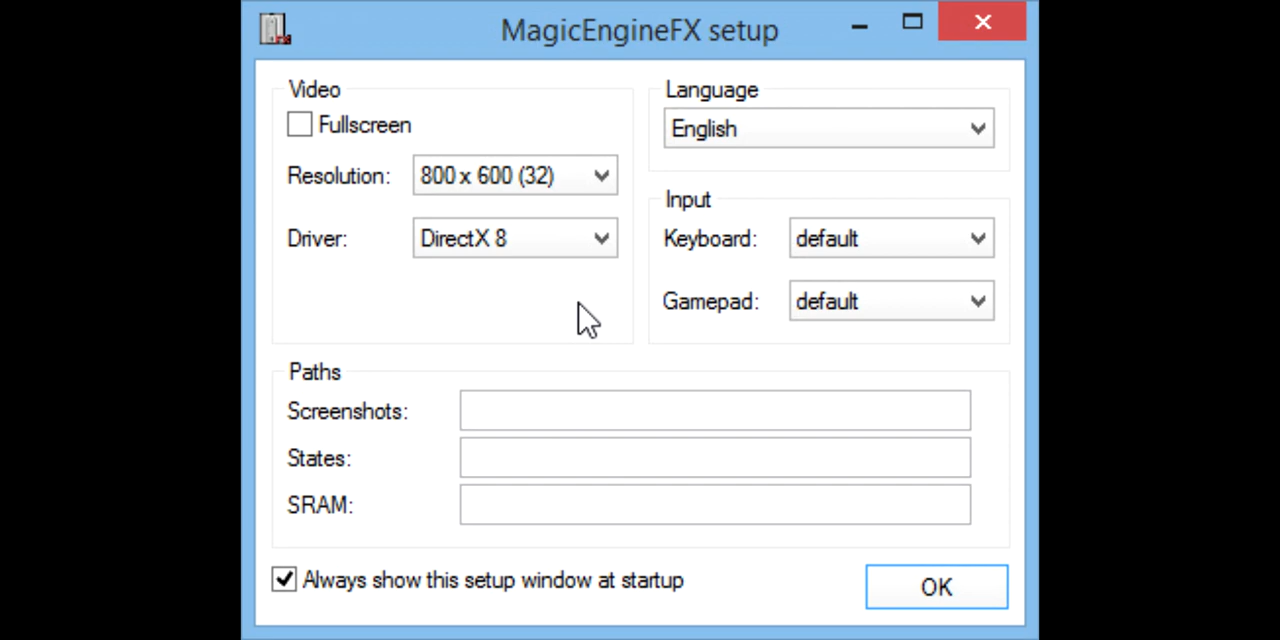 MagicEngineFX setup
Video
Fullscreen
Resolution: 800 x 600 (32)
Driver: DirectX 8
Language
English
Input
Keyboard: default
Gamepad: default
Paths
Screenshots:
States:
SRAM:
Always show this setup window at startup
OK